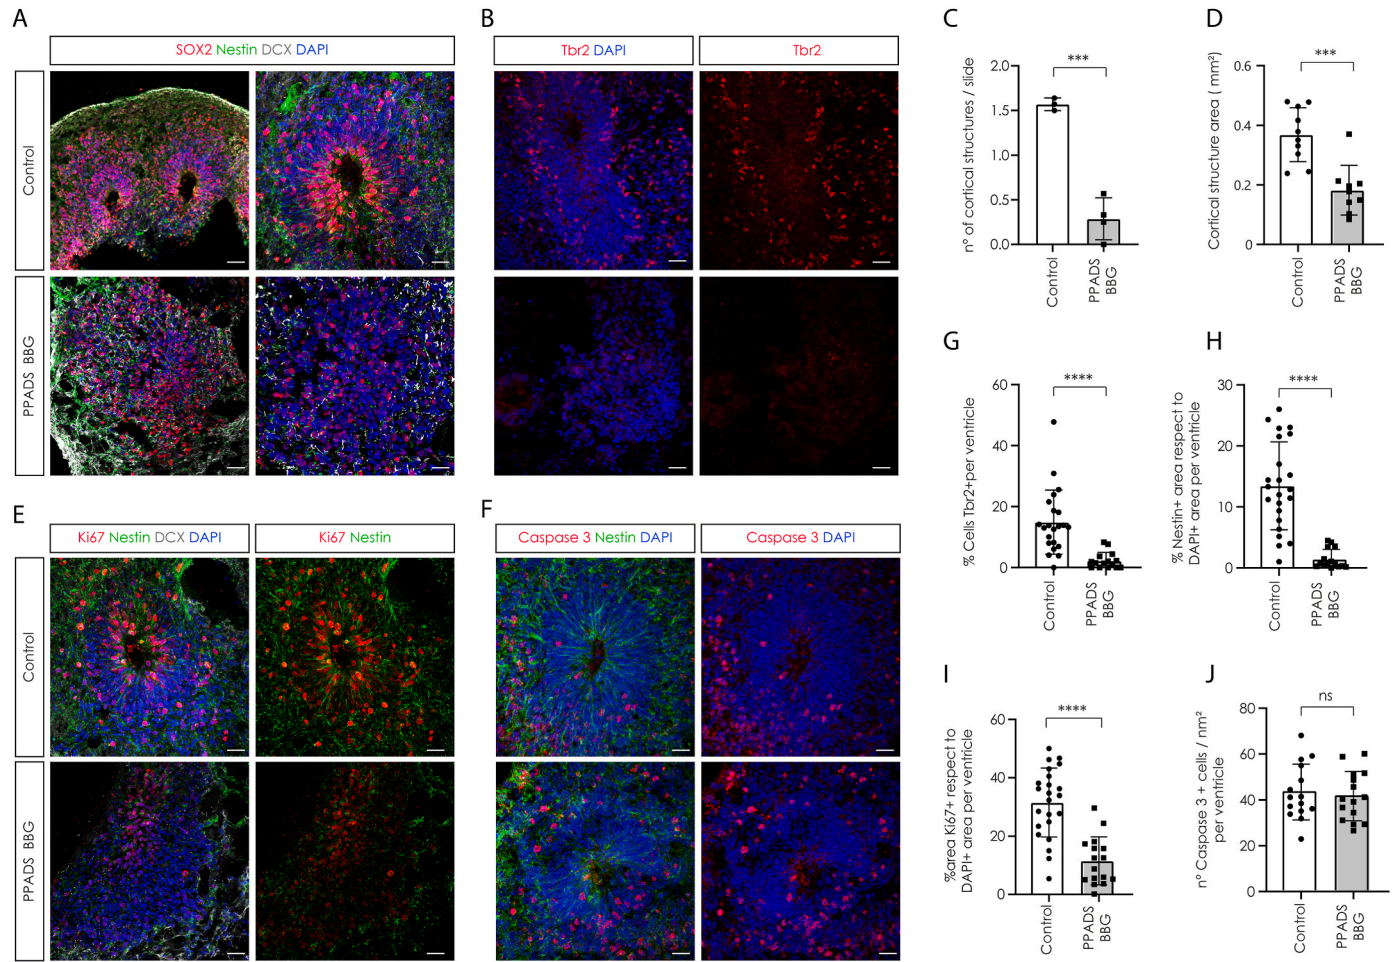 A
SOX2 Nestin DCX DAPI
Control
PPADS BBG
B
Tbr2 DAPI
Tbr2
C
nº of cortical structures / slide
2.0
1.5
1.0
0.5
0.0
***
Control
PPADS
BBG
D
Cortical structure area ( mm²)
0.6
0.4
0.2
0
***
Control
PPADS
BBG
E
Ki67 Nestin DCX DAPI
Ki67 Nestin
Control
PPADS BBG
F
Caspase 3 Nestin DAPI
Caspase 3 DAPI
G
% Cells Tbr2+per ventricle
60
40
20
0
****
Control
PPADS
BBG
H
% Nestin+ area respect to
DAPI+ area per ventricle
30
20
10
0
****
Control
PPADS
BBG
I
%area Ki67+ respect to
DAPI+ area per ventricle
60
40
20
0
****
Control
PPADS
BBG
J
nº Caspase 3 + cells / nm²
per ventricle
80
60
40
20
0
ns
Control
PPADS
BBG